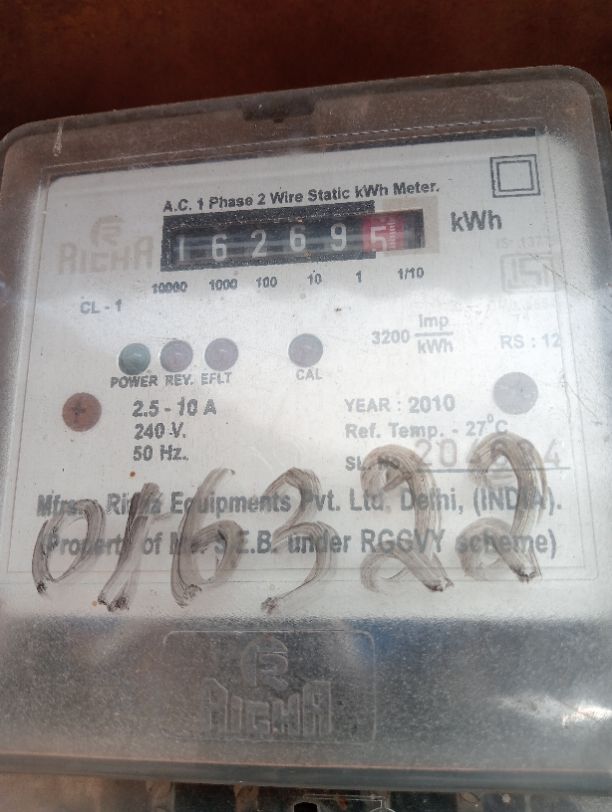 A.C. 1 Phase 2 Wire Static kWh Meter.
RICHA
1 6 2 6 9 5 kWh
10000 1000 100 10 1 1/10
CL - 1
3200 Imp/kWh
RS : 12
POWER REV. EFLT CAL
2.5 - 10 A
240 V.
50 Hz.
YEAR : 2010
Ref. Temp. - 27°C
SL. No.
Mfrs. Richa Equipments Pvt. Ltd. Delhi, (INDIA).
(Property of S.E.B. under RGGVY scheme)
016322
RICHA